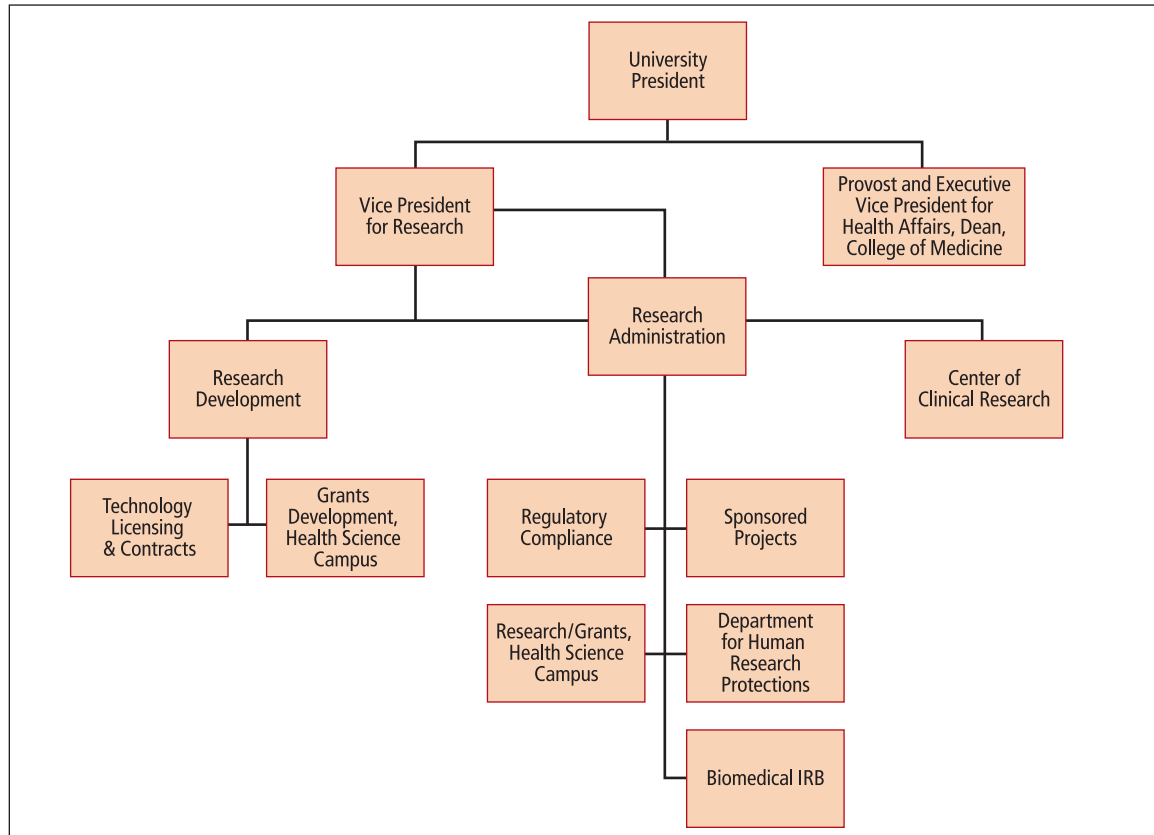 University
President
Vice President
for Research
Provost and Executive
Vice President for
Health Affairs, Dean,
College of Medicine
Research
Administration
Research
Development
Center of
Clinical Research
Technology
Licensing
& Contracts
Grants
Development,
Health Science
Campus
Regulatory
Compliance
Sponsored
Projects
Research/Grants,
Health Science
Campus
Department
for Human
Research
Protections
Biomedical IRB